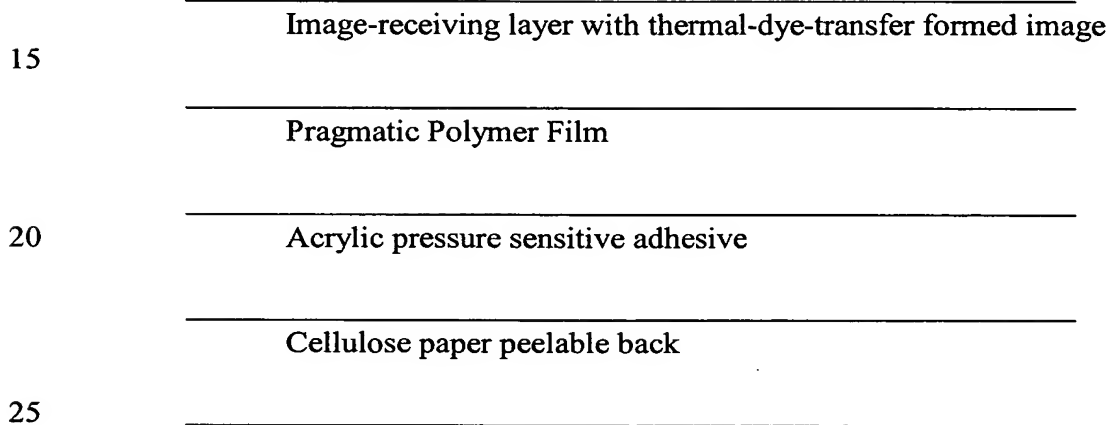 Image-receiving layer with thermal-dye-transfer formed image
15
Pragmatic Polymer Film
20 Acrylic pressure sensitive adhesive
Cellulose paper peelable back
25